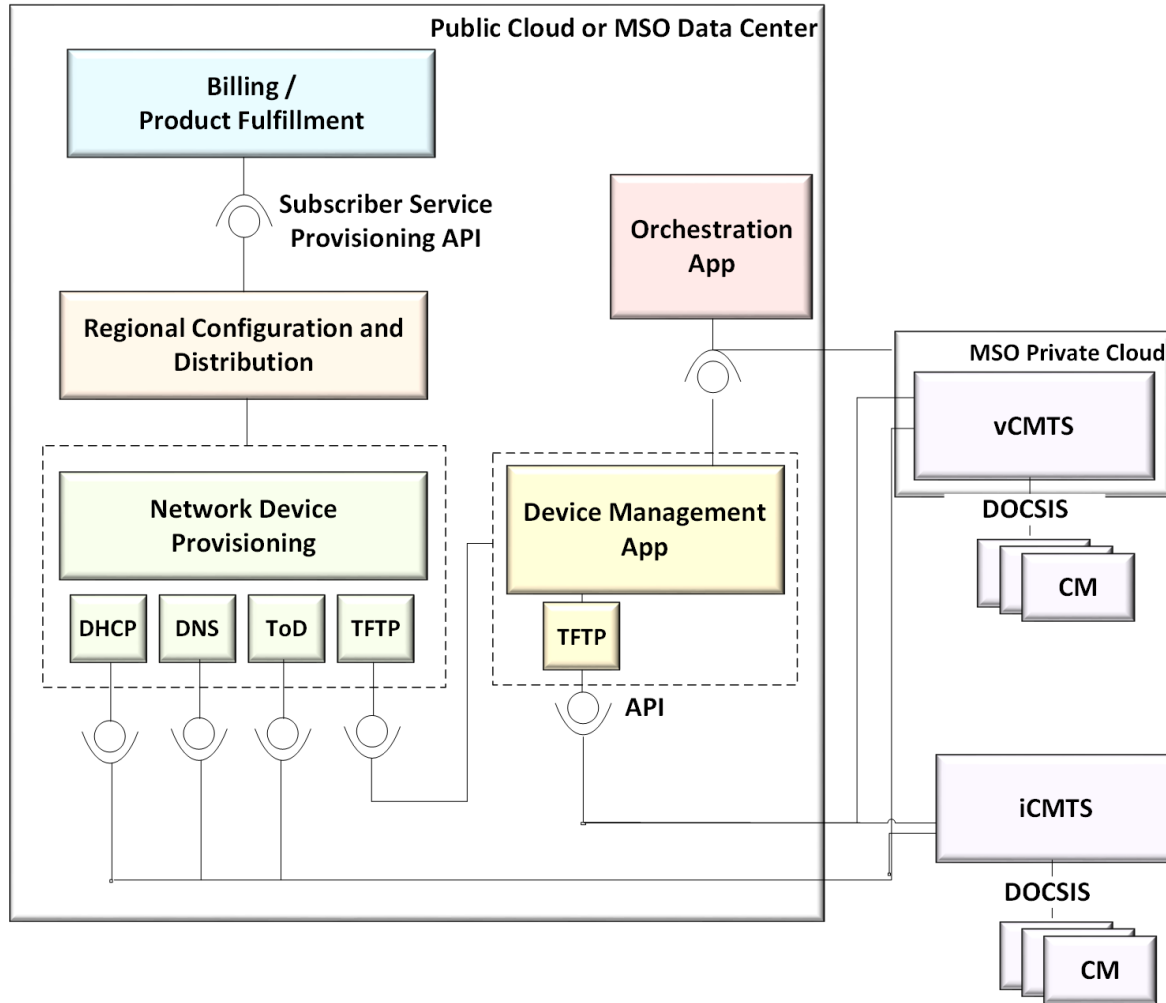 Public Cloud or MSO Data Center
Billing /
Product Fulfillment
Subscriber Service
Provisioning API
Orchestration
App
Regional Configuration and
Distribution
MSO Private Cloud
vCMTS
DOCSIS
CM
Network Device
Provisioning
DHCP
DNS
ToD
TFTP
Device Management
App
TFTP
API
iCMTS
DOCSIS
CM